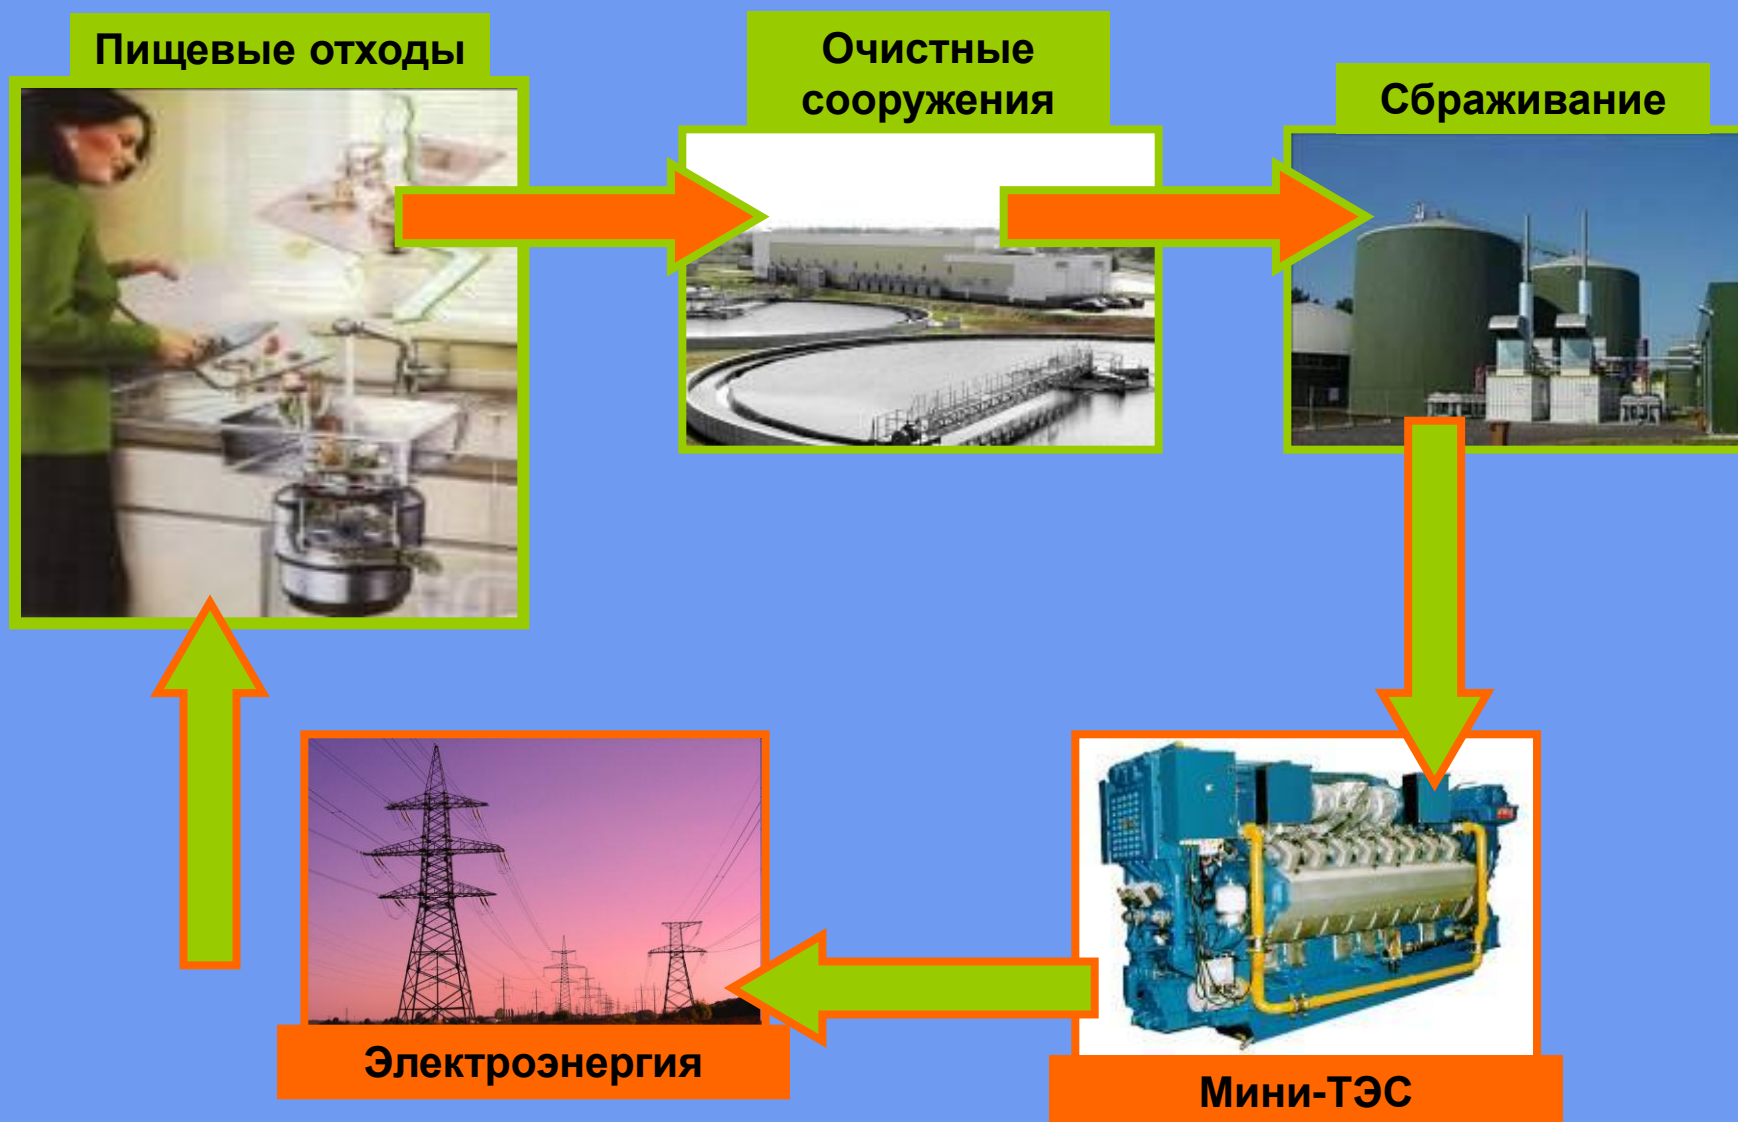 Пищевые отходы
Очистные
сооружения
Сбраживание
Электроэнергия
Мини-ТЭС